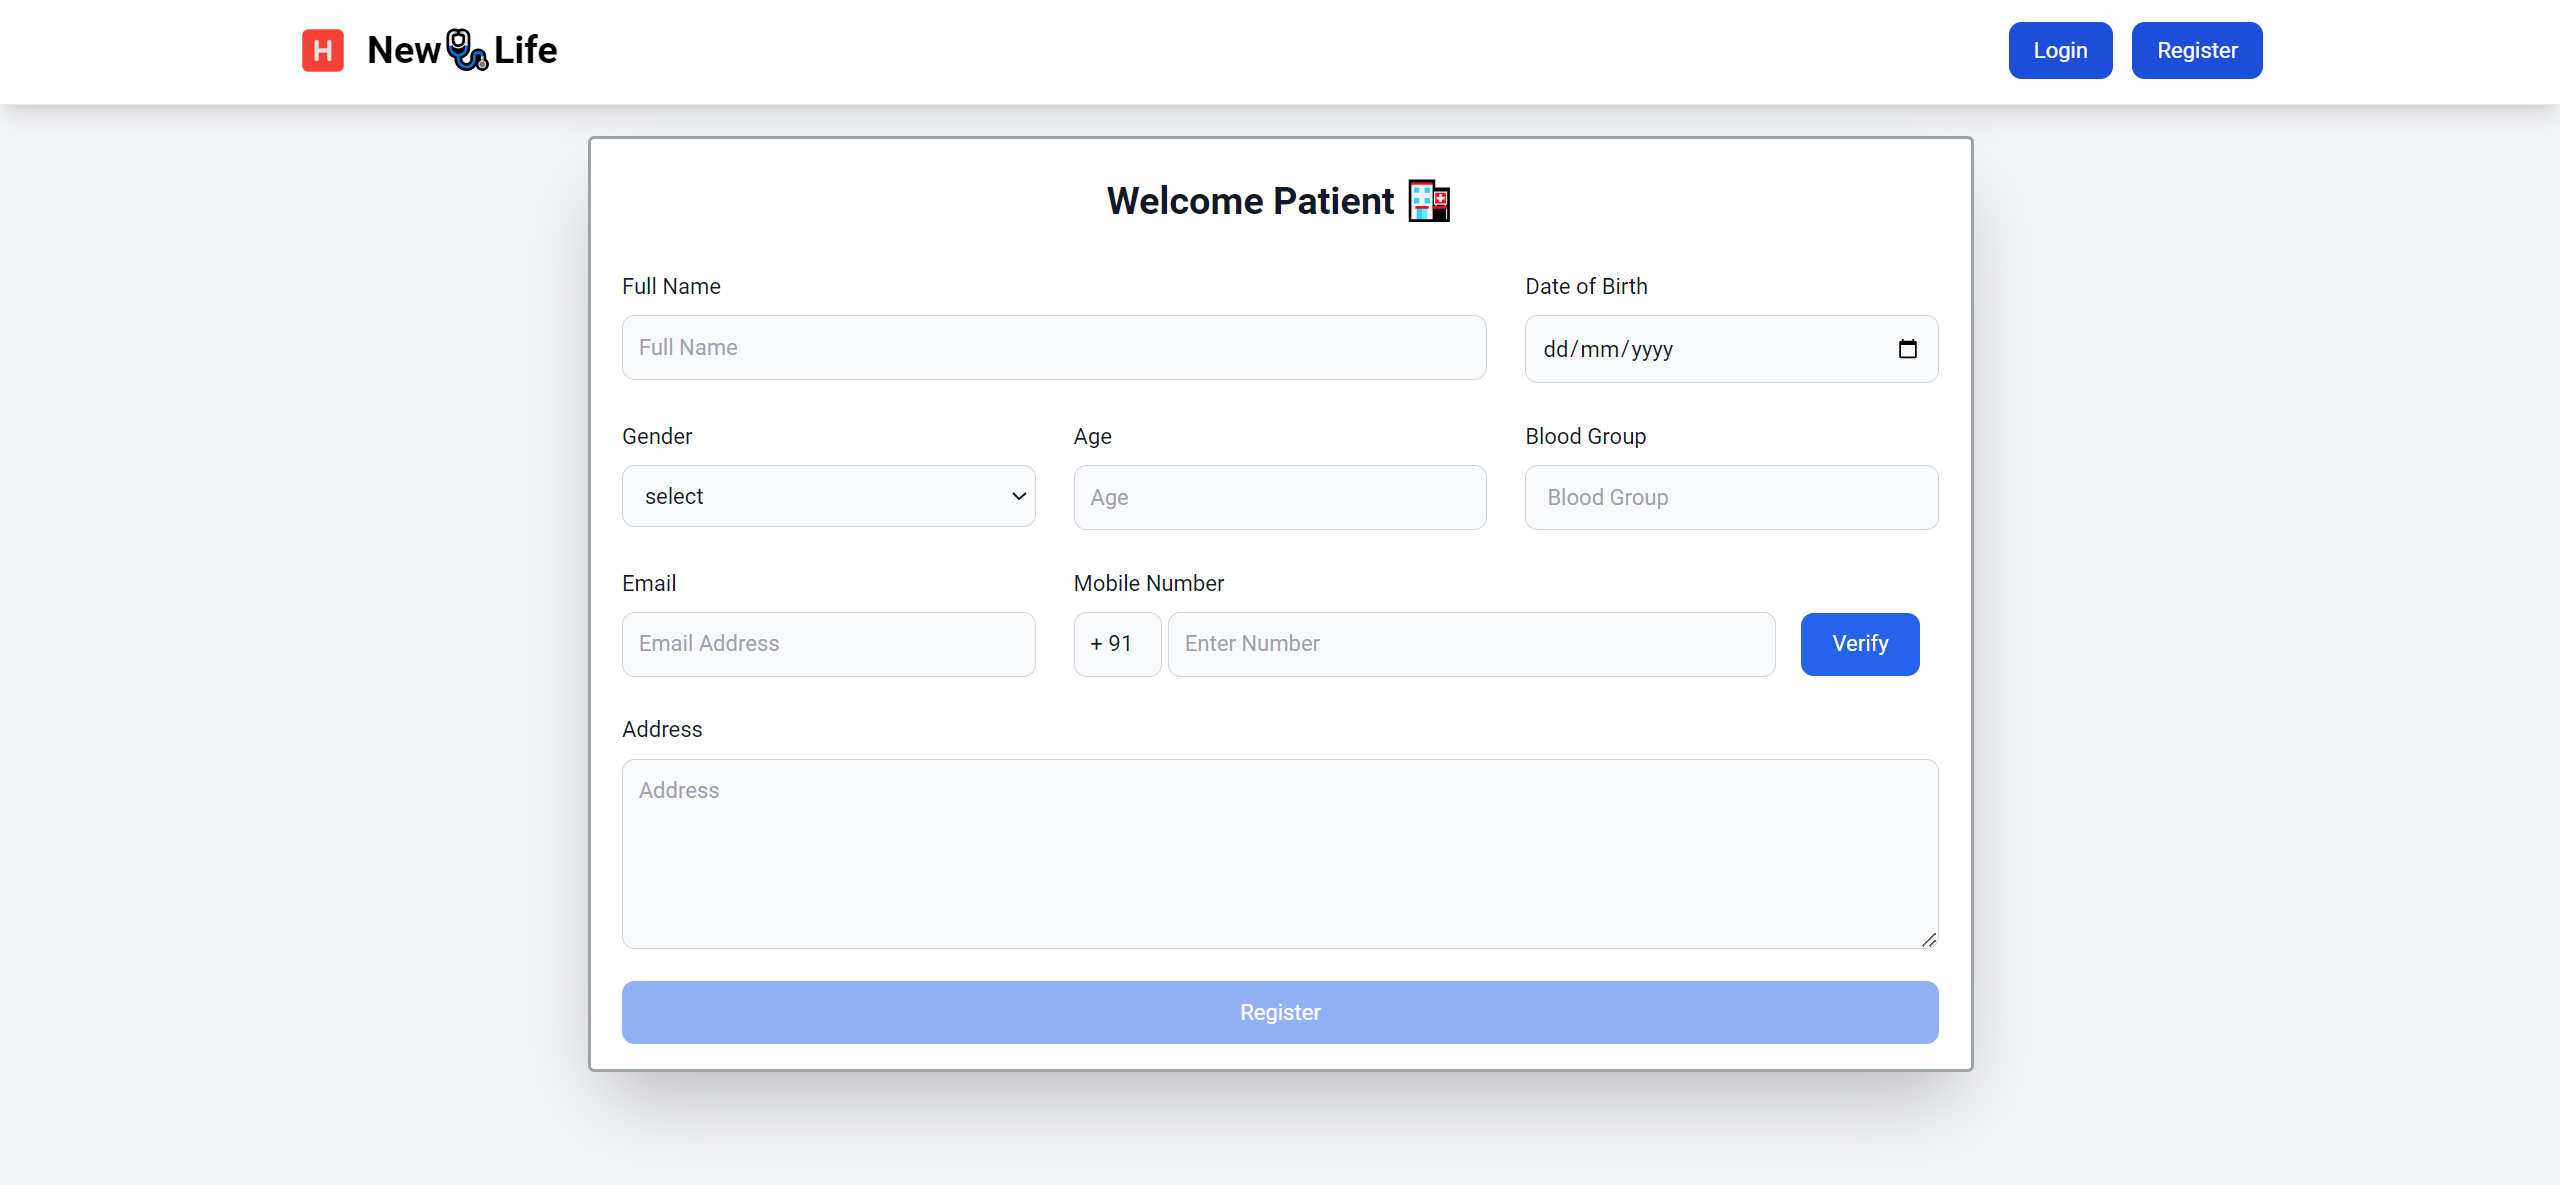 H New🩺Life Login Register
Welcome Patient 🏥
Full Name Date of Birth
Full Name dd/mm/yyyy
Gender Age Blood Group
select Age Blood Group
Email Mobile Number
Email Address + 91 Enter Number Verify
Address
Address
Register